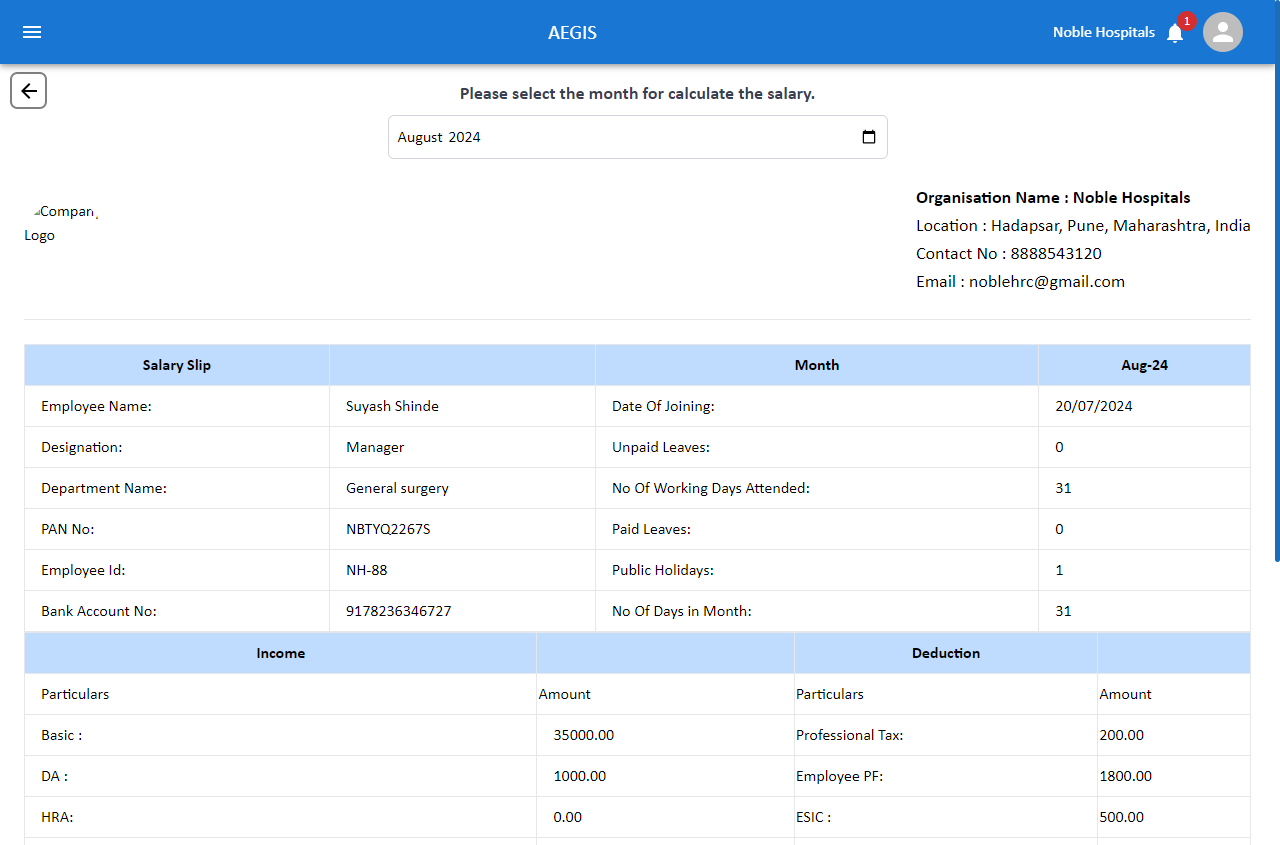 AEGIS
Noble Hospitals
1
Please select the month for calculate the salary.
August 2024
Compan
Logo
Organisation Name : Noble Hospitals
Location : Hadapsar, Pune, Maharashtra, India
Contact No : 8888543120
Email : noblehrc@gmail.com
Salary Slip Month Aug-24
Employee Name: Suyash Shinde Date Of Joining: 20/07/2024
Designation: Manager Unpaid Leaves: 0
Department Name: General surgery No Of Working Days Attended: 31
PAN No: NBTYQ2267S Paid Leaves: 0
Employee Id: NH-88 Public Holidays: 1
Bank Account No: 9178236346727 No Of Days in Month: 31
Income Deduction
Particulars Amount Particulars Amount
Basic : 35000.00 Professional Tax: 200.00
DA : 1000.00 Employee PF: 1800.00
HRA: 0.00 ESIC : 500.00